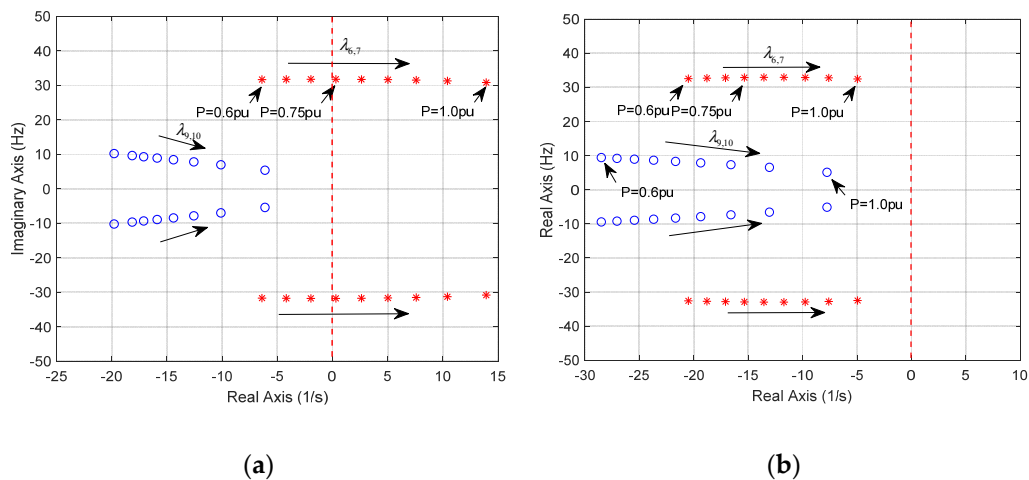 50
40
30
20
10
0
-10
-20
-30
-40
-50
-25
-20
-15
-10
-5
0
5
10
15
Imaginary Axis (Hz)
Real Axis (1/s)
λ6,7
P=0.6pu
P=0.75pu
P=1.0pu
λ9,10
(a)
50
40
30
20
10
0
-10
-20
-30
-40
-50
-30
-25
-20
-15
-10
-5
0
5
10
Real Axis (Hz)
Real Axis (1/s)
λ6,7
P=0.6pu
P=0.75pu
P=1.0pu
λ9,10
P=0.6pu
P=1.0pu
(b)